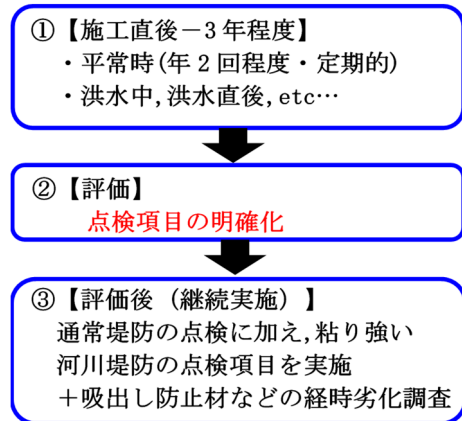 ①【施工直後－3年程度】
・平常時(年2回程度・定期的)
・洪水中,洪水直後,etc…
②【評価】
点検項目の明確化
③【評価後（継続実施）】
通常堤防の点検に加え,粘り強い
河川堤防の点検項目を実施
＋吸出し防止材などの経時劣化調査